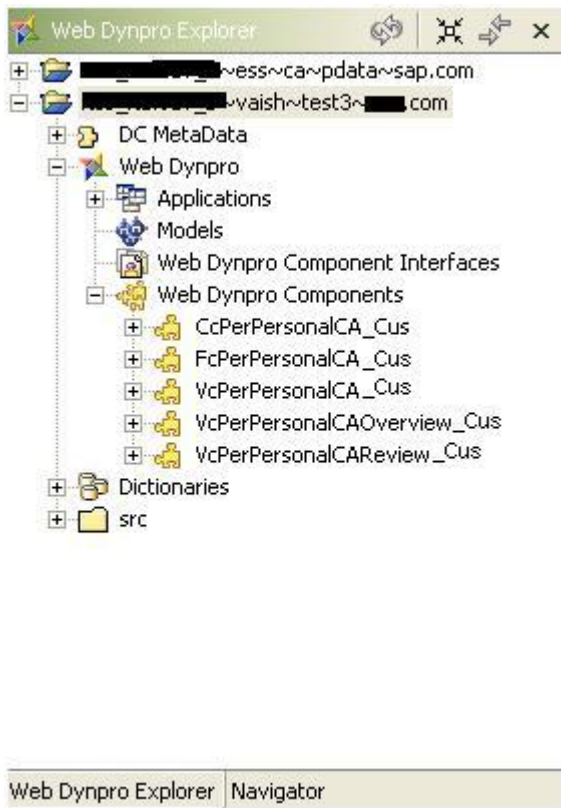 Web Dynpro Explorer
~ess~ca~pdata~sap.com
~vaish~test3~ .com
DC MetaData
Web Dynpro
Applications
Models
Web Dynpro Component Interfaces
Web Dynpro Components
CcPerPersonalCA_Cus
FcPerPersonalCA_Cus
VcPerPersonalCA_Cus
VcPerPersonalCAOverview_Cus
VcPerPersonalCAReview_Cus
Dictionaries
src
Web Dynpro Explorer Navigator